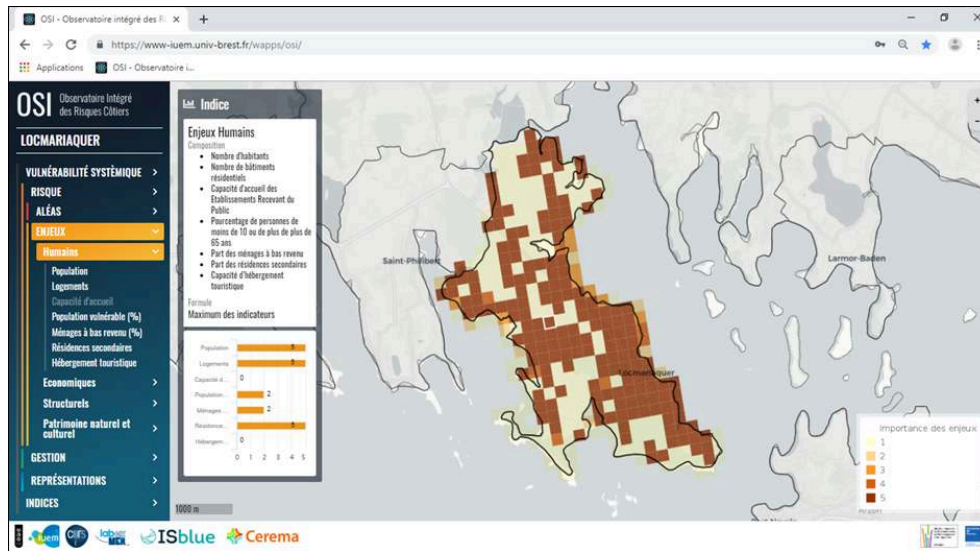 OSI - Observatoire intégré des R
https://www-iuem.univ-brest.fr/wapps/osi/
Applications
OSI - Observatoire i...
OSI Observatoire Intégré
des Risques Côtiers
LOCMARIAQUER
VULNÉRABILITÉ SYSTÈMIQUE
RISQUE
ALÉAS
ENJEUX
Humains
Population
Logements
Capacité d'accueil
Population vulnérable (%)
Ménages à bas revenu (%)
Résidences secondaires
Hébergement touristique
Economiques
Structurels
Patrimoine naturel et
culturel
GESTION
REPRÉSENTATIONS
INDICES
Indice
Enjeux Humains
Composition
Nombre d'habitants
Nombre de bâtiments
résidentiels
Capacité d'accueil des
Etablissements Recevant du
Public
Pourcentage de personnes de
moins de 10 ou de plus de plus de
65 ans
Part des ménages à bas revenu
Part des résidences secondaires
Capacité d'hébergement
touristique
Formule
Maximum des indicateurs
Population 5
Logements 5
Capacité d... 0
Population... 2
Ménages... 2
Résidence... 5
Hébergem... 0
0 1 2 3 4 5
1000 m
Saint-Philibert
Larmor-Baden
Locmariaquer
Importance des enjeux
1
2
3
4
5
iuem
cnrs
ISblue
Cerema